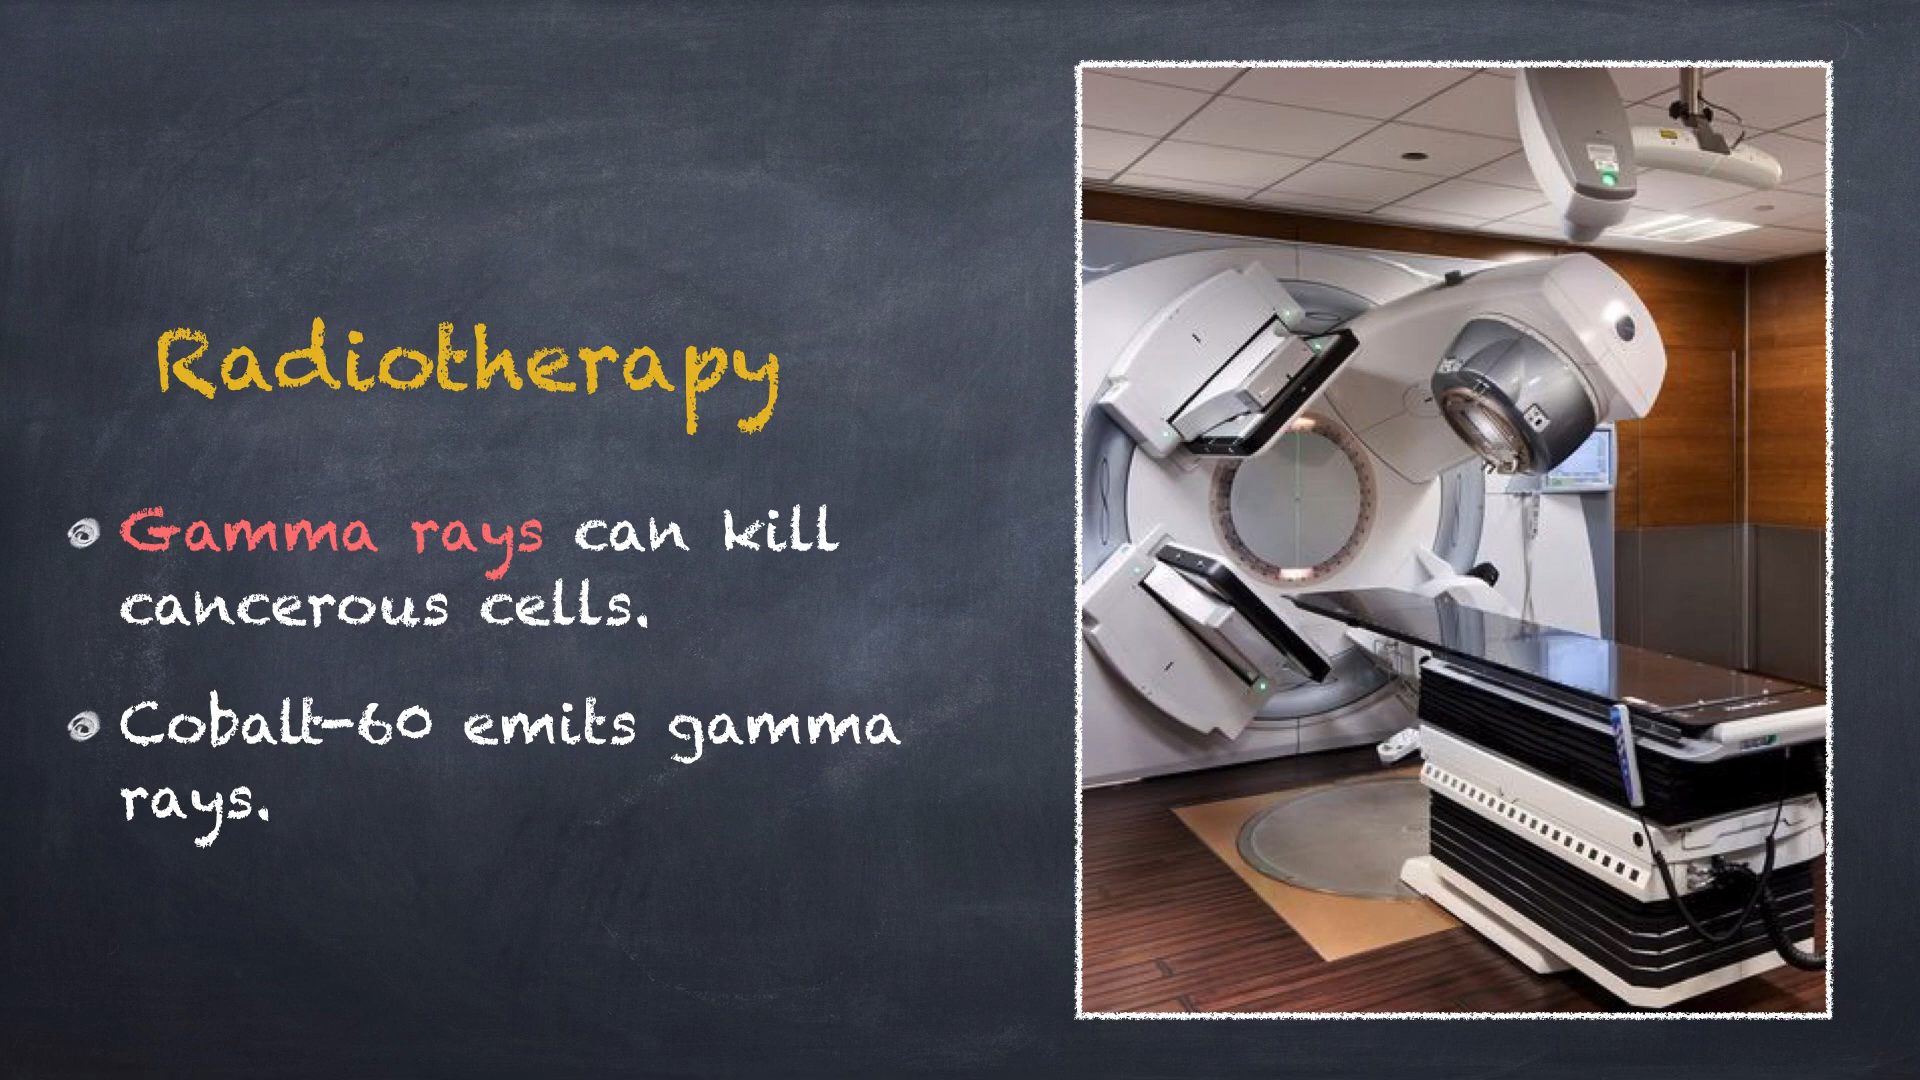 Radiotherapy
Gamma rays can kill
cancerous cells.
Cobalt-60 emits gamma
rays.